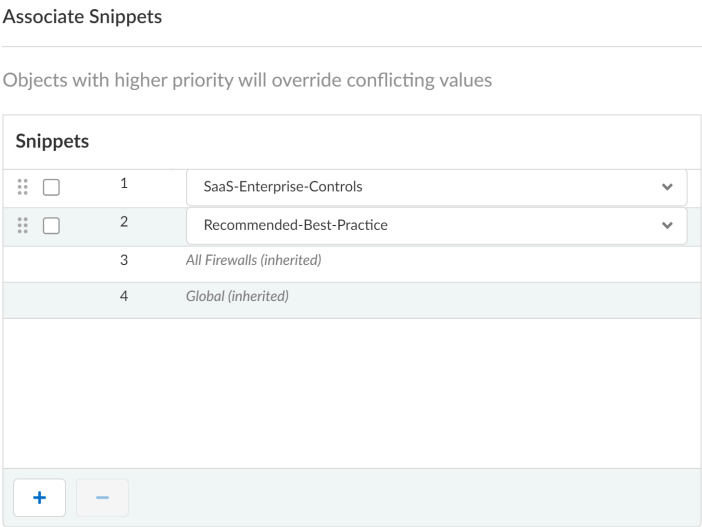 Associate Snippets
Objects with higher priority will override conflicting values
Snippets
1 SaaS-Enterprise-Controls
2 Recommended-Best-Practice
3 All Firewalls (inherited)
4 Global (inherited)